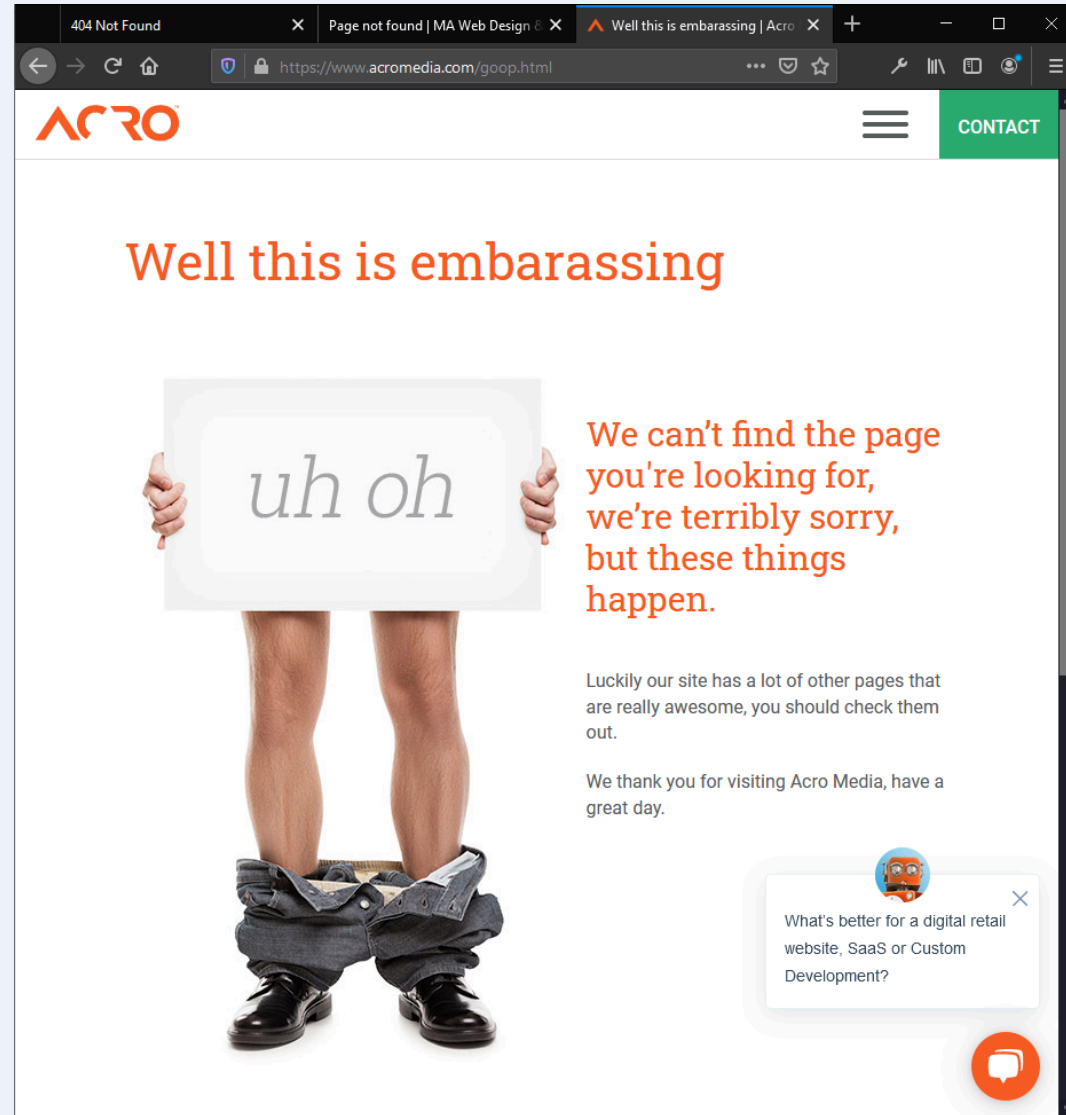 404 Not Found
Page not found | MA Web Design &
Well this is embarassing | Acro
https://www.acromedia.com/goop.html
ACRO
CONTACT
Well this is embarassing
uh oh
We can’t find the page
you're looking for,
we’re terribly sorry,
but these things
happen.
Luckily our site has a lot of other pages that
are really awesome, you should check them
out.
We thank you for visiting Acro Media, have a
great day.
What's better for a digital retail
website, SaaS or Custom
Development?